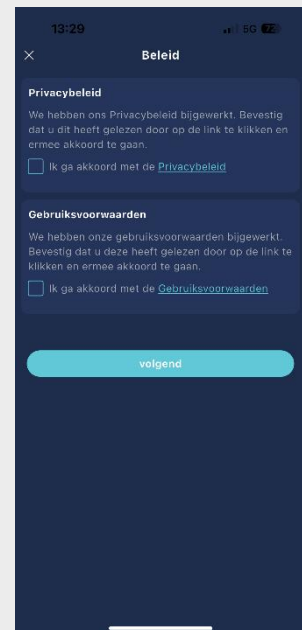 13:29 5G 72
Beleid
Privacybeleid
We hebben ons Privacybeleid bijgewerkt. Bevestig
dat u dit heeft gelezen door op de link te klikken en
ermee akkoord te gaan.
Ik ga akkoord met de Privacybeleid
Gebruiksvoorwaarden
We hebben onze gebruiksvoorwaarden bijgewerkt.
Bevestig dat u deze heeft gelezen door op de link te
klikken en ermee akkoord te gaan.
Ik ga akkoord met de Gebruiksvoorwaarden
volgend